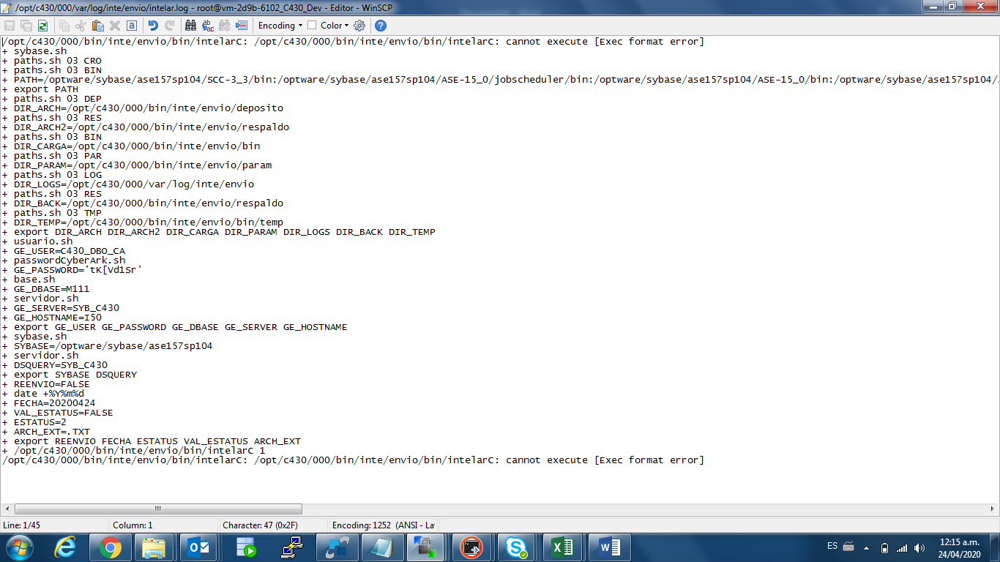 /opt/c430/000/var/log/inte/envio/intelar.log - root@vm-2d9b-6102_C430_Dev - Editor - WinSCP
Encoding Color
/opt/c430/000/bin/inte/envio/bin/intelarC: /opt/c430/000/bin/inte/envio/bin/intelarC: cannot execute [Exec format error]
+ sybase.sh
+ paths.sh 03 CRO
+ paths.sh 03 BIN
+ PATH=/optware/sybase/ase157sp104/SCC-3_3/bin:/optware/sybase/ase157sp104/ASE-15_0/jobscheduler/bin:/optware/sybase/ase157sp104/ASE-15_0/bin:/optware/sybase/ase157sp104/
+ export PATH
+ paths.sh 03 DEP
+ DIR_ARCH=/opt/c430/000/bin/inte/envio/deposito
+ paths.sh 03 RES
+ DIR_ARCH2=/opt/c430/000/bin/inte/envio/respaldo
+ paths.sh 03 BIN
+ DIR_CARGA=/opt/c430/000/bin/inte/envio/bin
+ paths.sh 03 PAR
+ DIR_PARAM=/opt/c430/000/bin/inte/envio/param
+ paths.sh 03 LOG
+ DIR_LOGS=/opt/c430/000/var/log/inte/envio
+ paths.sh 03 RES
+ DIR_BACK=/opt/c430/000/bin/inte/envio/respaldo
+ paths.sh 03 TMP
+ DIR_TEMP=/opt/c430/000/bin/inte/envio/bin/temp
+ export DIR_ARCH DIR_ARCH2 DIR_CARGA DIR_PARAM DIR_LOGS DIR_BACK DIR_TEMP
+ usuario.sh
+ GE_USER=C430_DBO_CA
+ passwordCyberArk.sh
+ GE_PASSWORD='tK[Vd1Sr'
+ base.sh
+ GE_DBASE=M111
+ servidor.sh
+ GE_SERVER=SYB_C430
+ GE_HOSTNAME=I50
+ export GE_USER GE_PASSWORD GE_DBASE GE_SERVER GE_HOSTNAME
+ sybase.sh
+ SYBASE=/optware/sybase/ase157sp104
+ servidor.sh
+ DSQUERY=SYB_C430
+ export SYBASE DSQUERY
+ REENVIO=FALSE
+ date +%Y%m%d
+ FECHA=20200424
+ VAL_ESTATUS=FALSE
+ ESTATUS=2
+ ARCH_EXT=.TXT
+ export REENVIO FECHA ESTATUS VAL_ESTATUS ARCH_EXT
+ /opt/c430/000/bin/inte/envio/bin/intelarC 1
/opt/c430/000/bin/inte/envio/bin/intelarC: /opt/c430/000/bin/inte/envio/bin/intelarC: cannot execute [Exec format error]
Line: 1/45 Column: 1 Character: 47 (0x2F) Encoding: 1252 (ANSI - La
ES 12:15 a.m.
24/04/2020